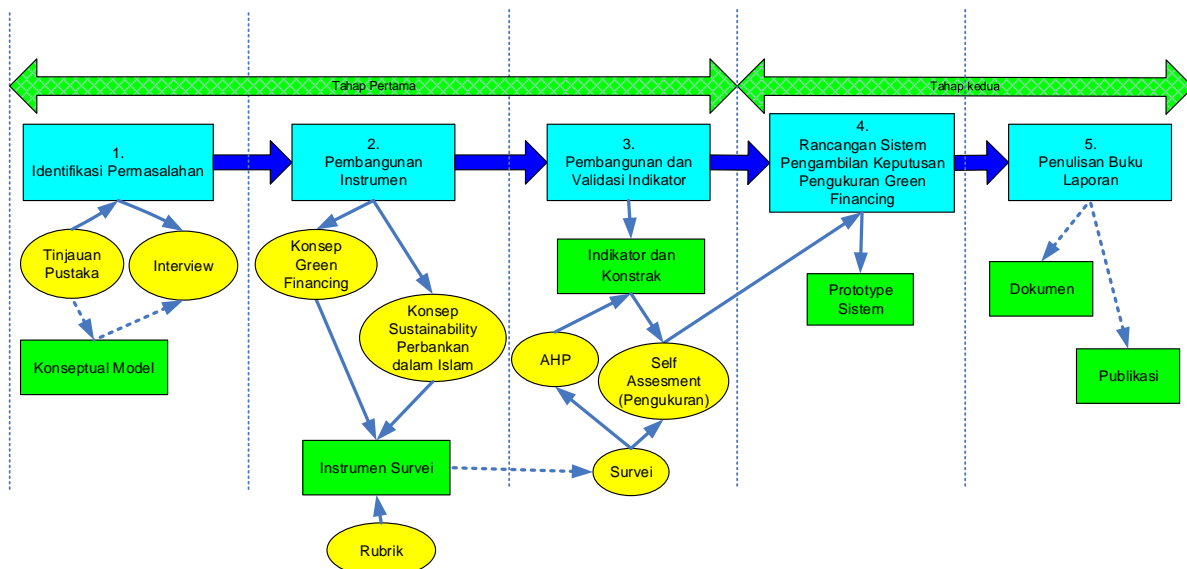 Tahap Pertama
Tahap kedua
1.
Identifikasi Permasalahan
2.
Pembangunan
Instrumen
3.
Pembangunan dan
Validasi Indikator
4.
Rancangan Sistem
Pengambilan Keputusan
Pengukuran Green
Financing
5.
Penulisan Buku
Laporan
Tinjauan
Pustaka
Interview
Konseptual Model
Konsep
Green
Financing
Konsep
Sustainability
Perbankan
dalam Islam
Instrumen Survei
Rubrik
Indikator dan
Konstrak
AHP
Self
Assesment
(Pengukuran)
Survei
Prototype
Sistem
Dokumen
Publikasi